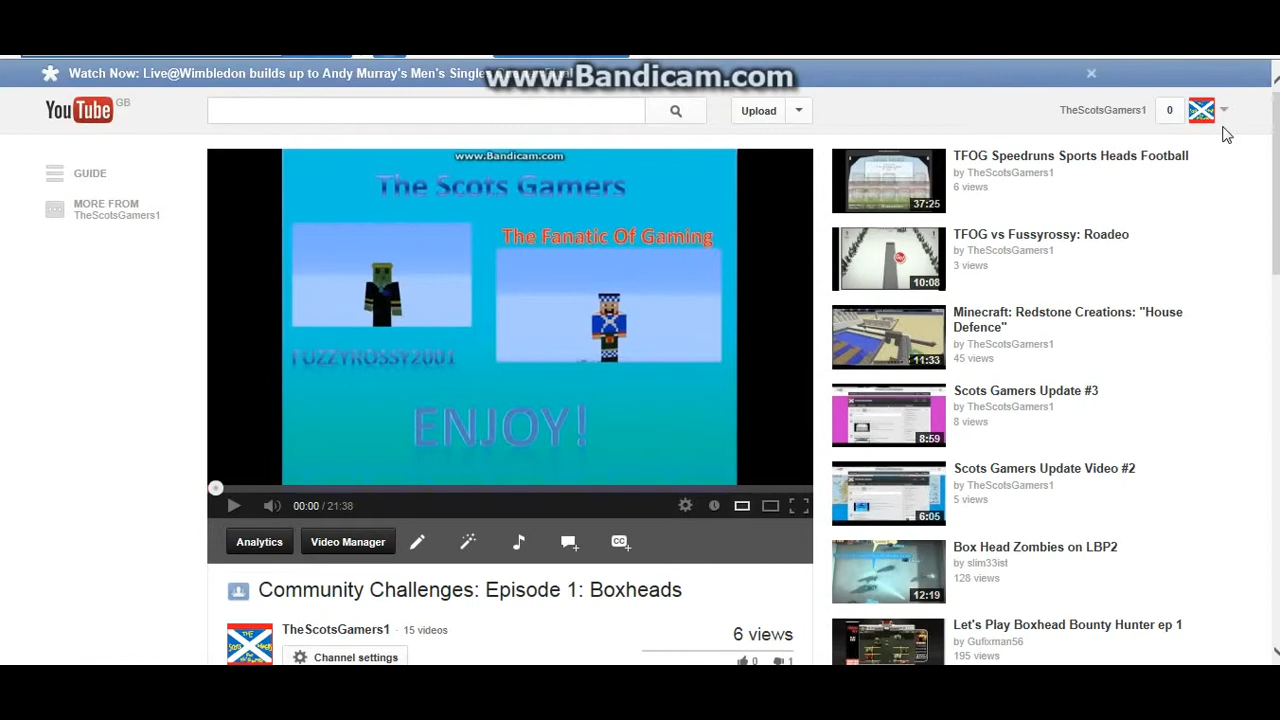 Watch Now: Live@Wimbledon builds up to Andy Murray's Men's Singles
www.Bandicam.com
YouTube GB
Upload
TheScotsGamers1
0
GUIDE
MORE FROM
TheScotsGamers1
www.Bandicam.com
The Scots Gamers
The Fanatic Of Gaming
FUZZYROSSY2001
ENJOY!
00:00 / 21:38
Analytics
Video Manager
CC
Community Challenges: Episode 1: Boxheads
TheScotsGamers1 · 15 videos
Channel settings
6 views
0
1
TFOG Speedruns Sports Heads Football
by TheScotsGamers1
6 views
37:25
TFOG vs Fussyrossy: Roadeo
by TheScotsGamers1
3 views
10:08
Minecraft: Redstone Creations: "House
Defence"
by TheScotsGamers1
45 views
11:33
Scots Gamers Update #3
by TheScotsGamers1
8 views
8:59
Scots Gamers Update Video #2
by TheScotsGamers1
5 views
6:05
Box Head Zombies on LBP2
by slim33ist
128 views
12:19
Let's Play Boxhead Bounty Hunter ep 1
by Gufixman56
195 views